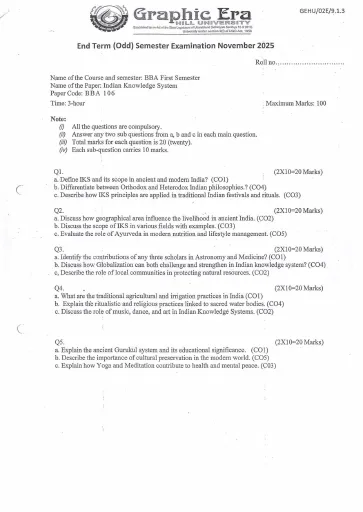 GEHU/02E/9.1.3
Graphic Era
HILL UNIVERSITY
End Term (Odd) Semester Examination November 2025
Roll no..............................
Name of the Course and semester: BBA First Semester
Name of the Paper: Indian Knowledge System
Paper Code: BBA 106
Time: 3-hour Maximum Marks: 100
Note:
(i) All the questions are compulsory.
(ii) Answer any two sub questions from a, b and c in each main question.
(iii) Total marks for each question is 20 (twenty).
(iv) Each sub-question carries 10 marks.
Q1. (2X10=20 Marks)
a. Define IKS and its scope in ancient and modern India? (CO1)
b. Differentiate between Orthodox and Heterodox Indian philosophies.? (CO4)
c. Describe how IKS principles are applied in traditional Indian festivals and rituals. (CO3)
Q2. (2X10=20 Marks)
a. Discuss how geographical area influence the livelihood in ancient India. (CO2)
b. Discuss the scope of IKS in various fields with examples. (CO3)
c. Evaluate the role of Ayurveda in modern nutrition and lifestyle management. (CO5)
Q3. (2X10=20 Marks)
a. Identify the contributions of any three scholars in Astronomy and Medicine? (CO1)
b. Discuss how Globalization can both challenge and strengthen in Indian knowledge system? (CO4)
c. Describe the role of local communities in protecting natural resources. (CO2)
Q4. (2X10=20 Marks)
a. What are the traditional agricultural and irrigation practices in India (CO1)
b. Explain the ritualistic and religious practices linked to sacred water bodies. (CO4)
c. Discuss the role of music, dance, and art in Indian Knowledge Systems. (CO2)
Q5. (2X10=20 Marks)
a. Explain the ancient Gurukul system and its educational significance. (CO1)
b. Describe the importance of cultural preservation in the modern world. (CO5)
c. Explain how Yoga and Meditation contribute to health and mental peace. (C03)